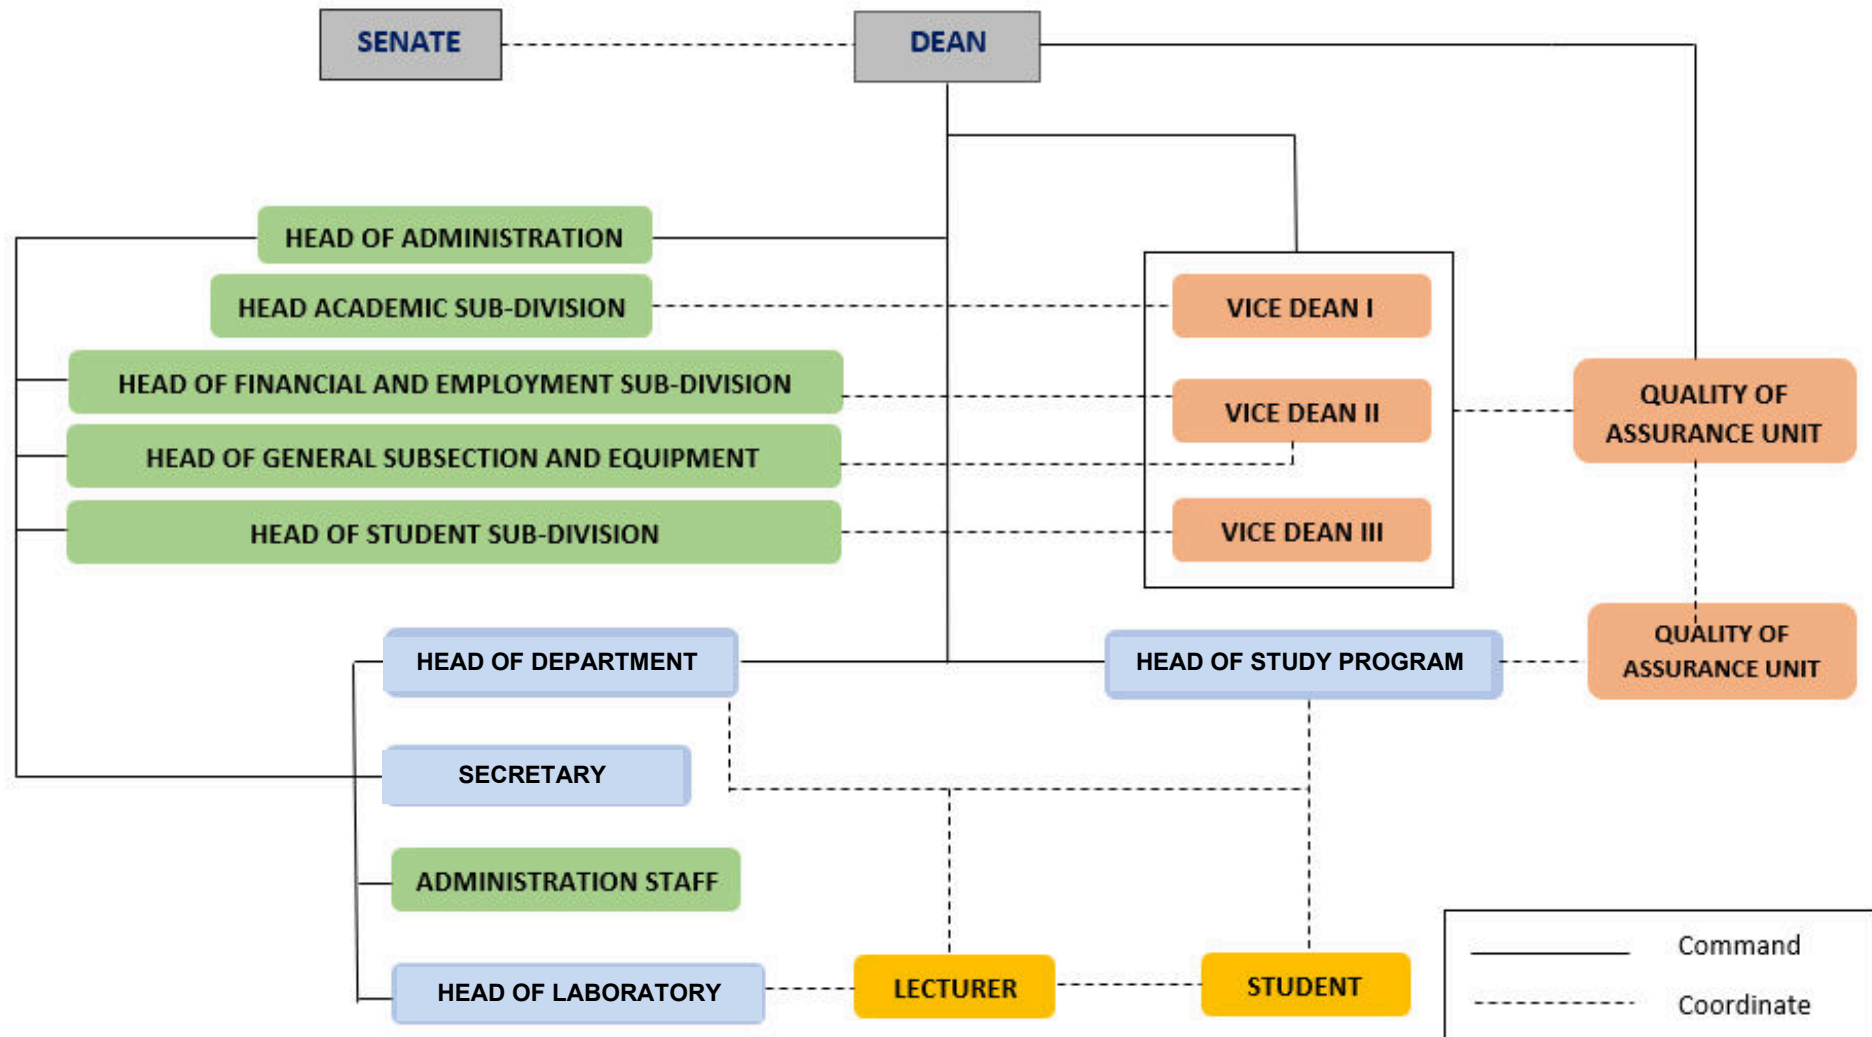 SENATE
DEAN
HEAD OF ADMINISTRATION
HEAD ACADEMIC SUB-DIVISION
VICE DEAN I
HEAD OF FINANCIAL AND EMPLOYMENT SUB-DIVISION
VICE DEAN II
QUALITY OF
ASSURANCE UNIT
HEAD OF GENERAL SUBSECTION AND EQUIPMENT
HEAD OF STUDENT SUB-DIVISION
VICE DEAN III
HEAD OF DEPARTMENT
HEAD OF STUDY PROGRAM
QUALITY OF
ASSURANCE UNIT
SECRETARY
ADMINISTRATION STAFF
HEAD OF LABORATORY
LECTURER
STUDENT
Command
Coordinate